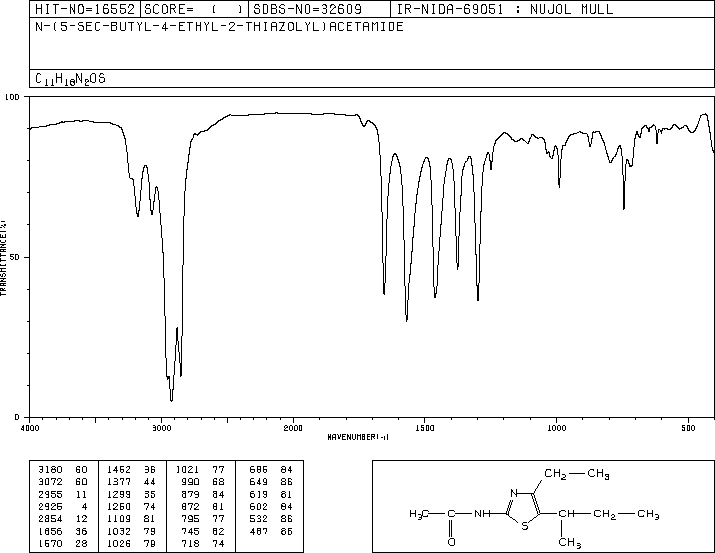 HIT-NO=16552 SCORE= ( ) SDBS-NO=32609 IR-NIDA-69051 : NUJOL MULL
N-(5-SEC-BUTYL-4-ETHYL-2-THIAZOLYL)ACETAMIDE
C11H18N2OS
100
50
0
TRANSMITTANCE(%)
4000 3000 2000 1500 1000 500
WAVENUMBER(-1)
3180 60 1462 36 1021 77 686 84
3072 60 1377 44 990 68 649 86
2955 11 1299 35 879 84 619 81
2925 4 1250 74 872 81 602 84
2854 12 1109 81 795 77 532 86
1656 36 1032 79 745 62 487 86
1570 28 1026 79 718 74
CH2 CH3
N
H3C C NH S CH CH2 CH3
O CH3